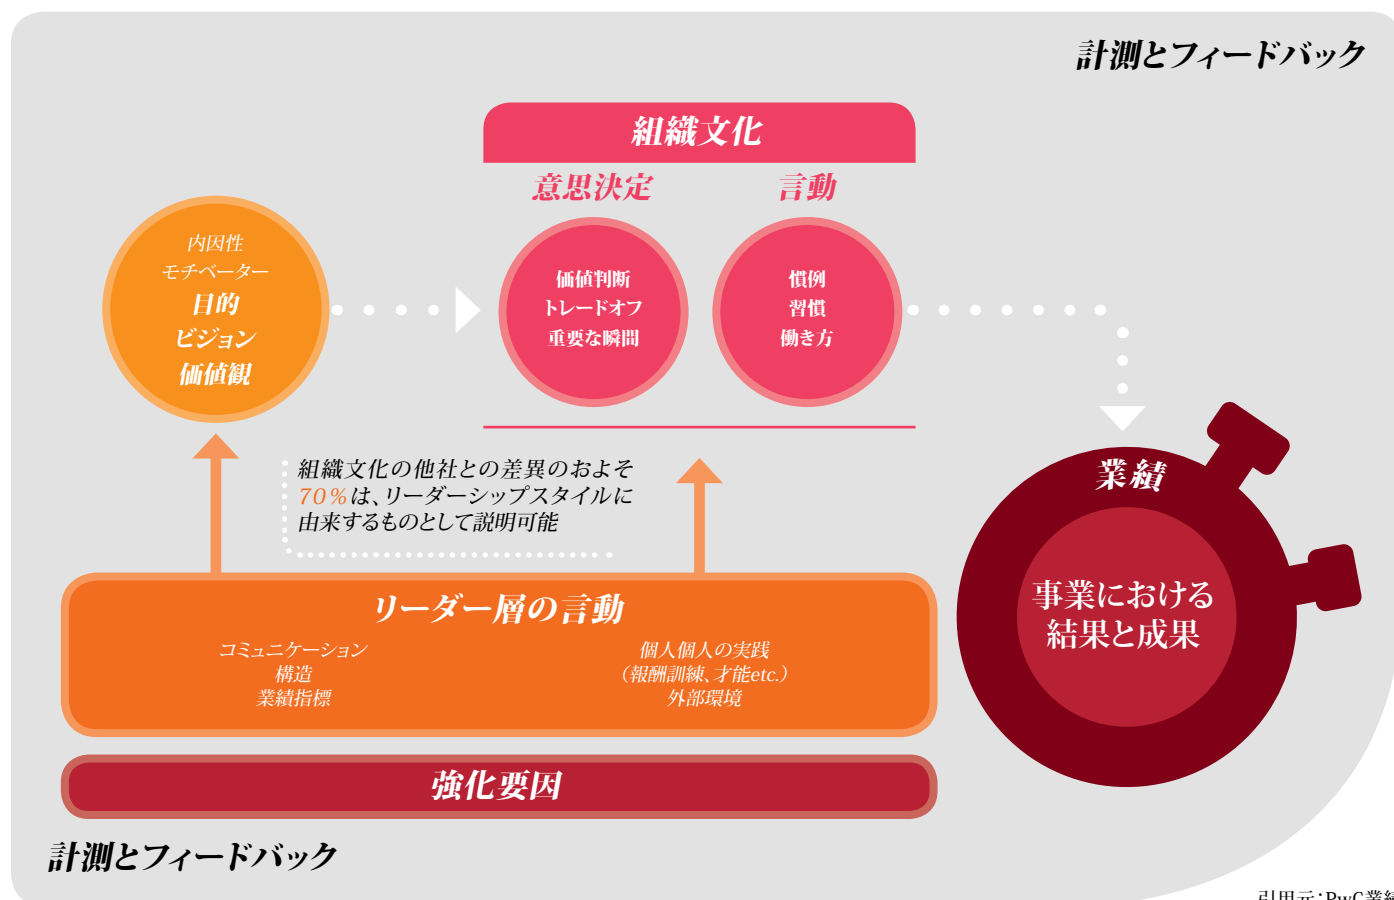 計測とフィードバック
組織文化
意思決定
言動
内因性
モチベーター
目的
ビジョン
価値観
価値判断
トレードオフ
重要な瞬間
慣例
習慣
働き方
組織文化の他社との差異のおよそ
70%は、リーダーシップスタイルに
由来するものとして説明可能
業績
事業における
結果と成果
リーダー層の言動
コミュニケーション
構造
業績指標
個人個人の実践
（報酬訓練、才能etc.）
外部環境
強化要因
計測とフィードバック
引用元：PwC業績